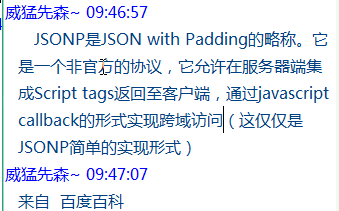 威猛先森~ 09:46:57
JSONP是JSON with Padding的略称。它
是一个非官方的协议，它允许在服务器端集
成Script tags返回至客户端，通过javascript
callback的形式实现跨域访问（这仅仅是
JSONP简单的实现形式）
威猛先森~ 09:47:07
来自 百度百科